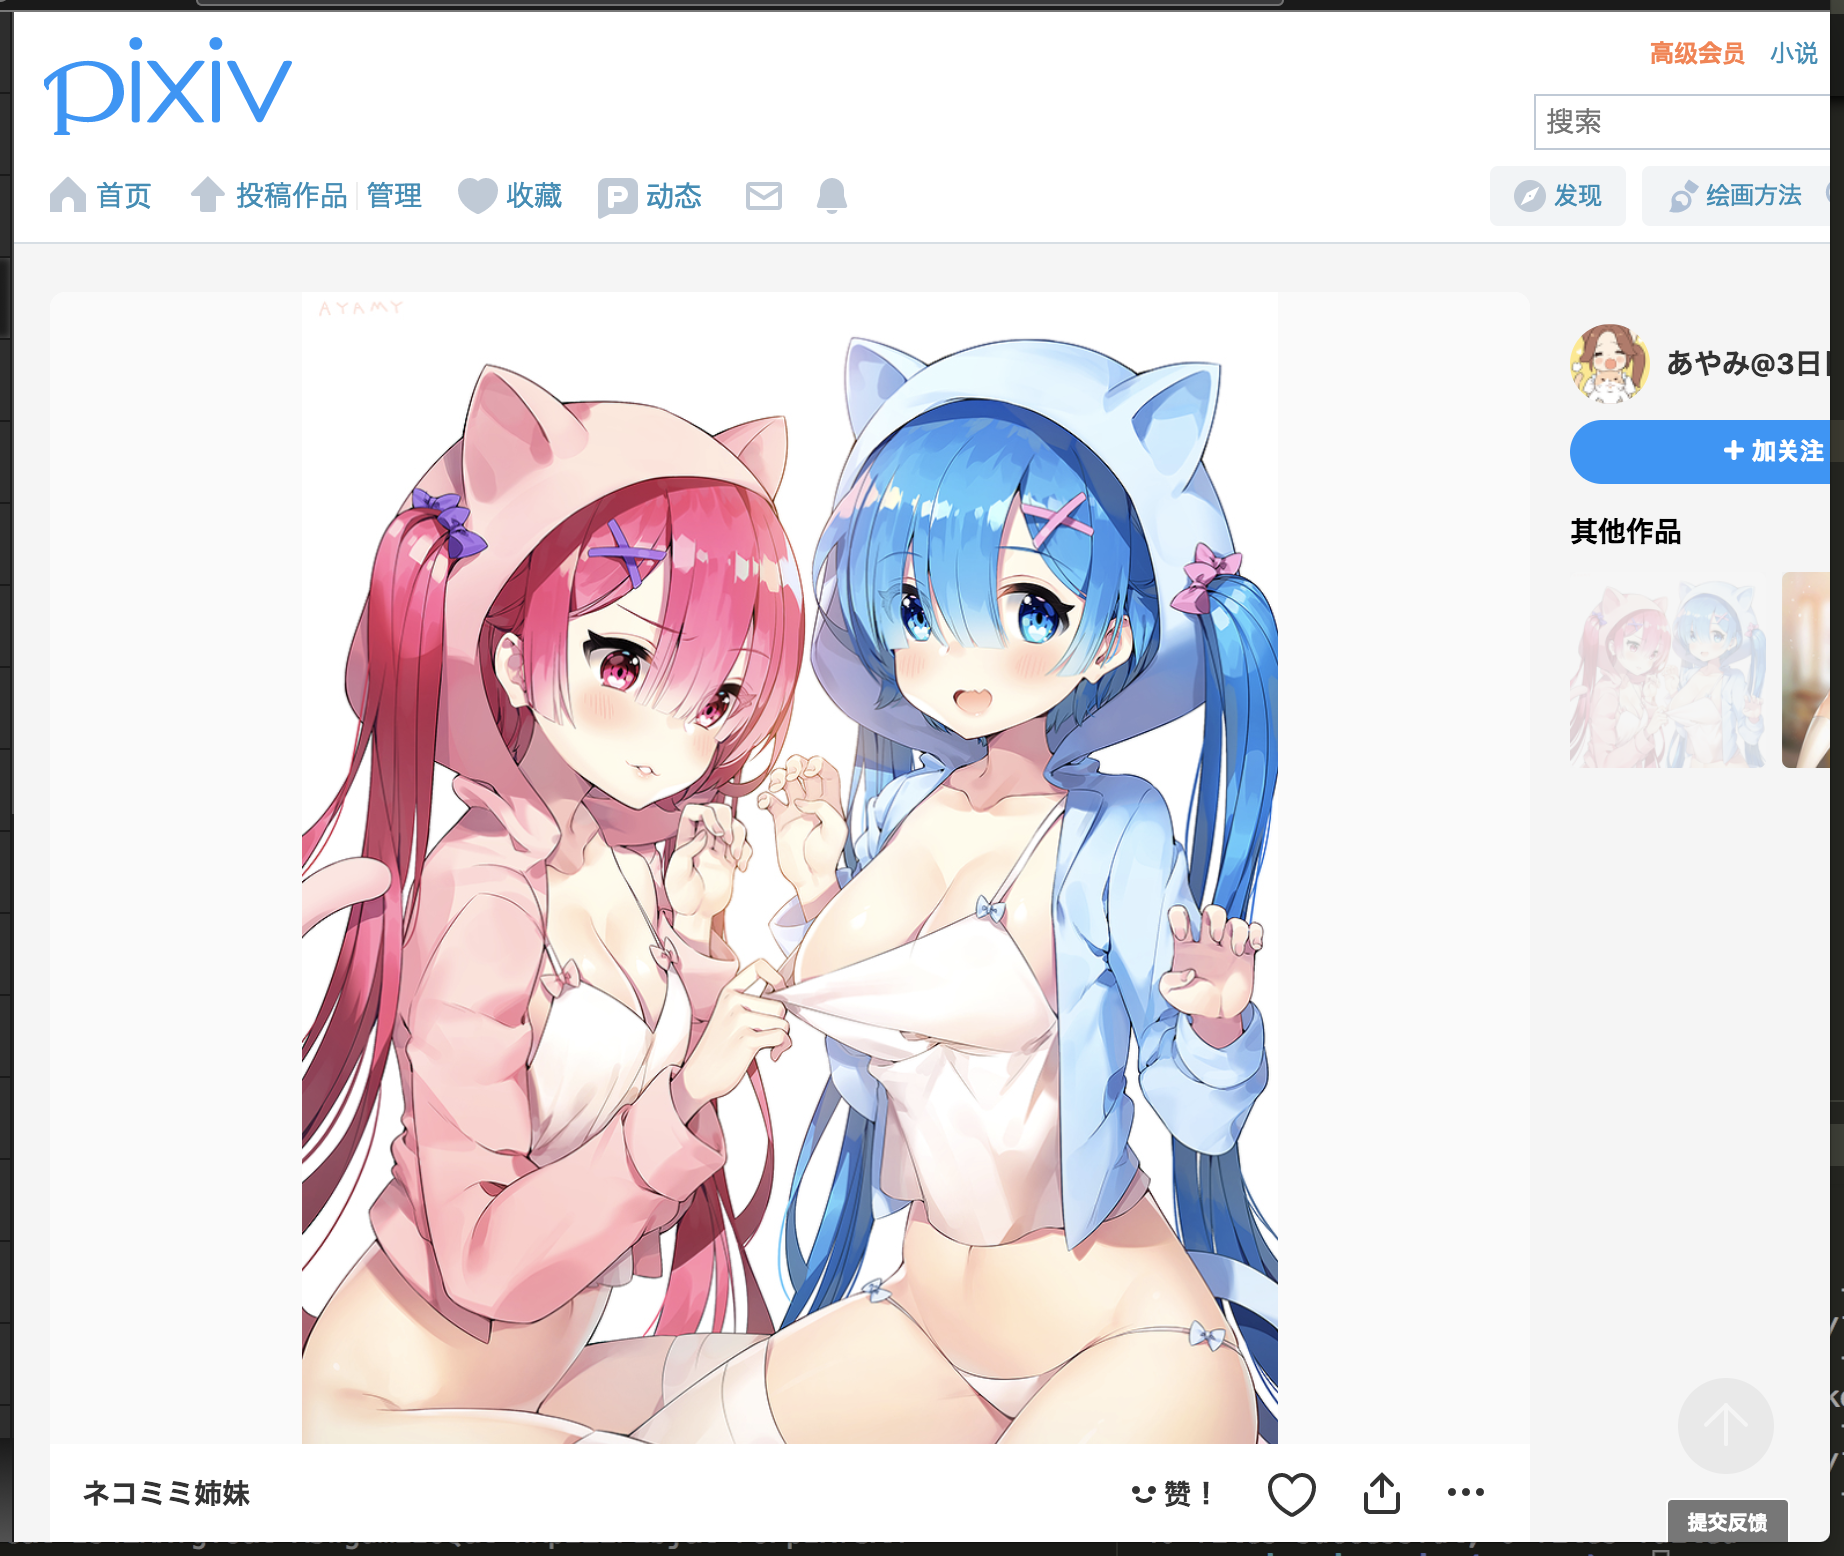 pixiv
高级会员 小说
搜索
首页 投稿作品 管理 收藏 动态 发现 绘画方法
AYAMY
あやみ@3日
+ 加关注
其他作品
ネコミミ姉妹
赞！
提交反馈